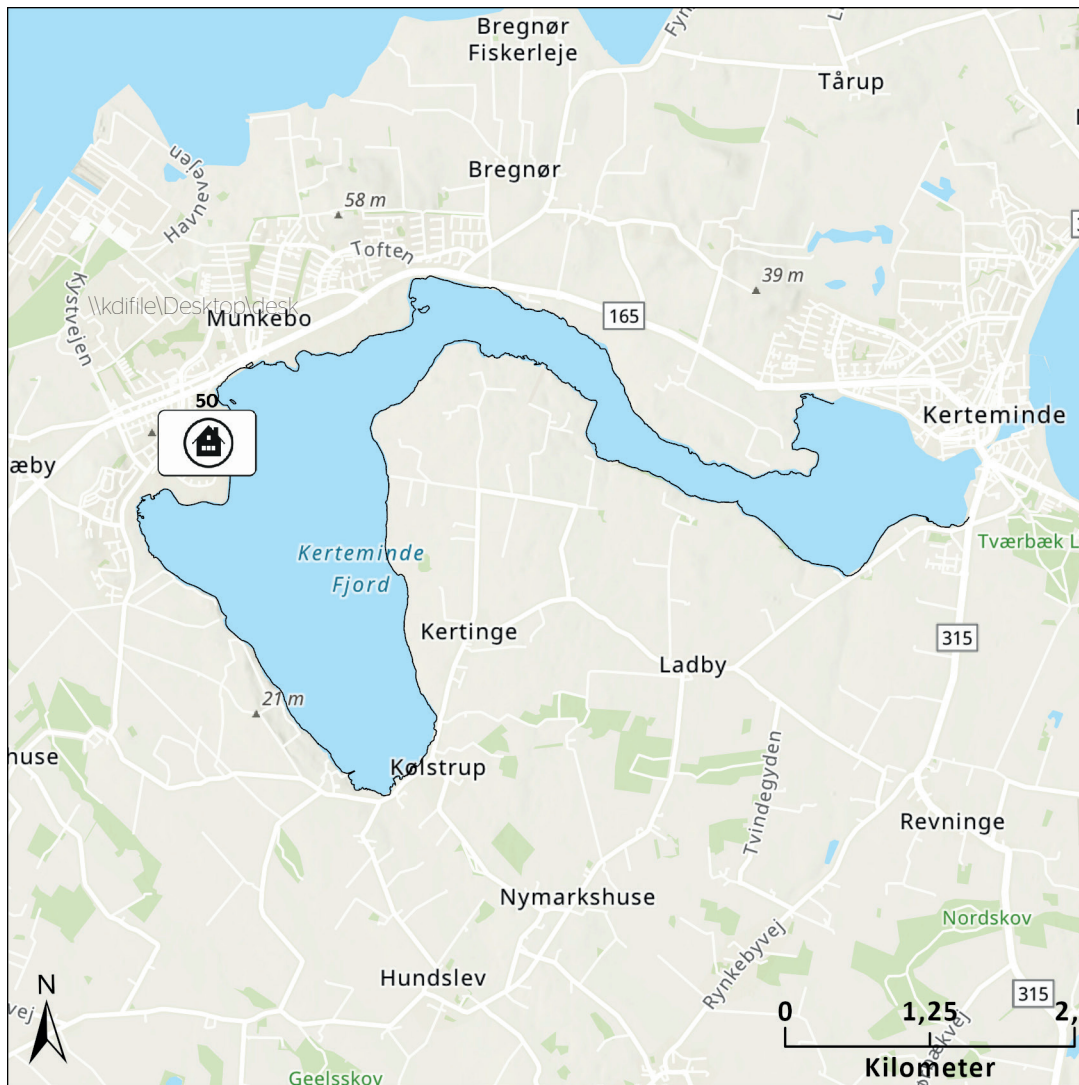 Bregnør
Fiskerleje
Tårup
Havnevejen
Bregnør
58 m
Toften
39 m
Kystvejen
\\kdifile\Desktop\desk
Munkebo
165
50
Kerteminde
æby
Kerteminde
Fjord
Tværbæk L
Kertinge
315
Ladby
21 m
huse
Kølstrup
Tvindegyden
Revninge
Nymarkshuse
Nordskov
Rynkebyvej
Hundslev
N
315
vej
0 1,25 2,
Kilometer
Geelsskov